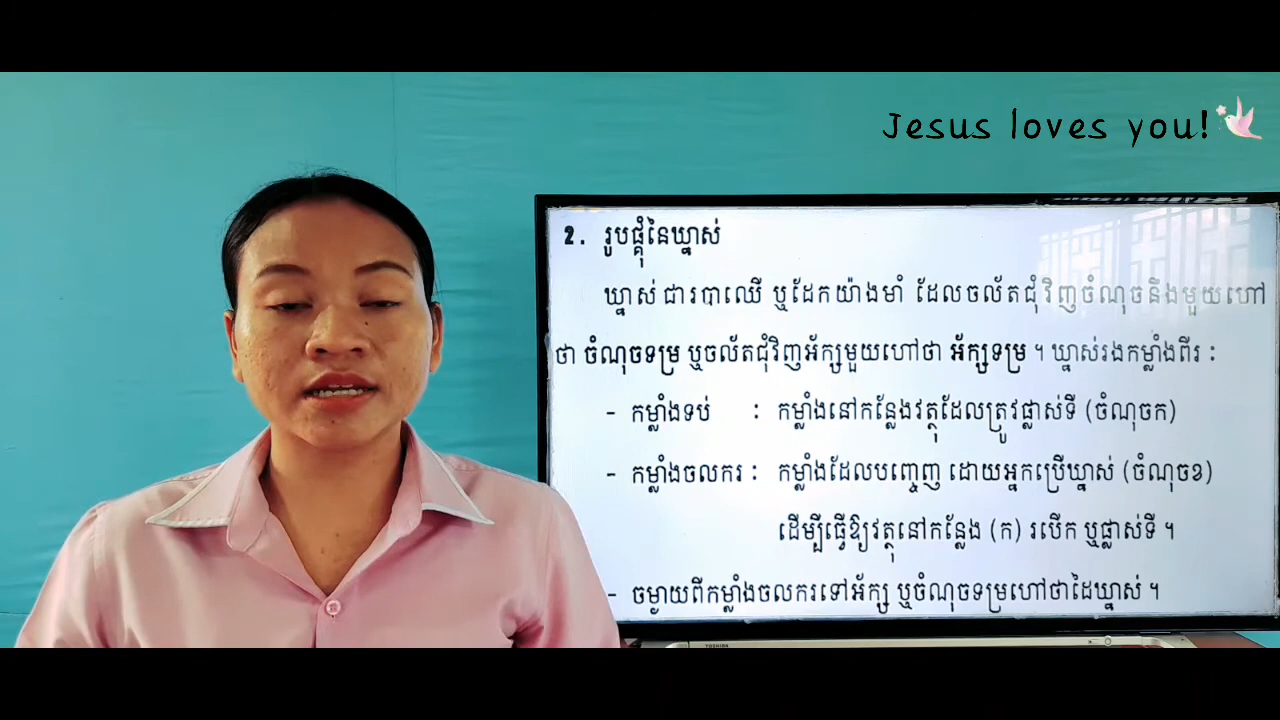 Jesus loves you!
2. រូបផ្គុំនៃឃ្នាស់
ឃ្នាស់ជារបាឈើ ឬដែកយ៉ាងមាំ ដែលចល័តជុំវិញចំណុចនឹងមួយហៅ
ថា ចំណុចទម្រ ឬចល័តជុំវិញអ័ក្សមួយហៅថា អ័ក្សទម្រ ។ ឃ្នាស់រងកម្លាំងពីរ ៖
- កម្លាំងទប់ ៖ កម្លាំងនៅកន្លែងវត្ថុដែលត្រូវផ្លាស់ទី (ចំណុចក)
- កម្លាំងចលករ ៖ កម្លាំងដែលបញ្ចេញ ដោយអ្នកប្រើឃ្នាស់ (ចំណុចខ)
ដើម្បីធ្វើឱ្យវត្ថុនៅកន្លែង (ក) របើក ឬផ្លាស់ទី ។
- ចម្ងាយពីកម្លាំងចលករទៅអ័ក្ស ឬចំណុចទម្រហៅថាដៃឃ្នាស់ ។
TOSHIBA